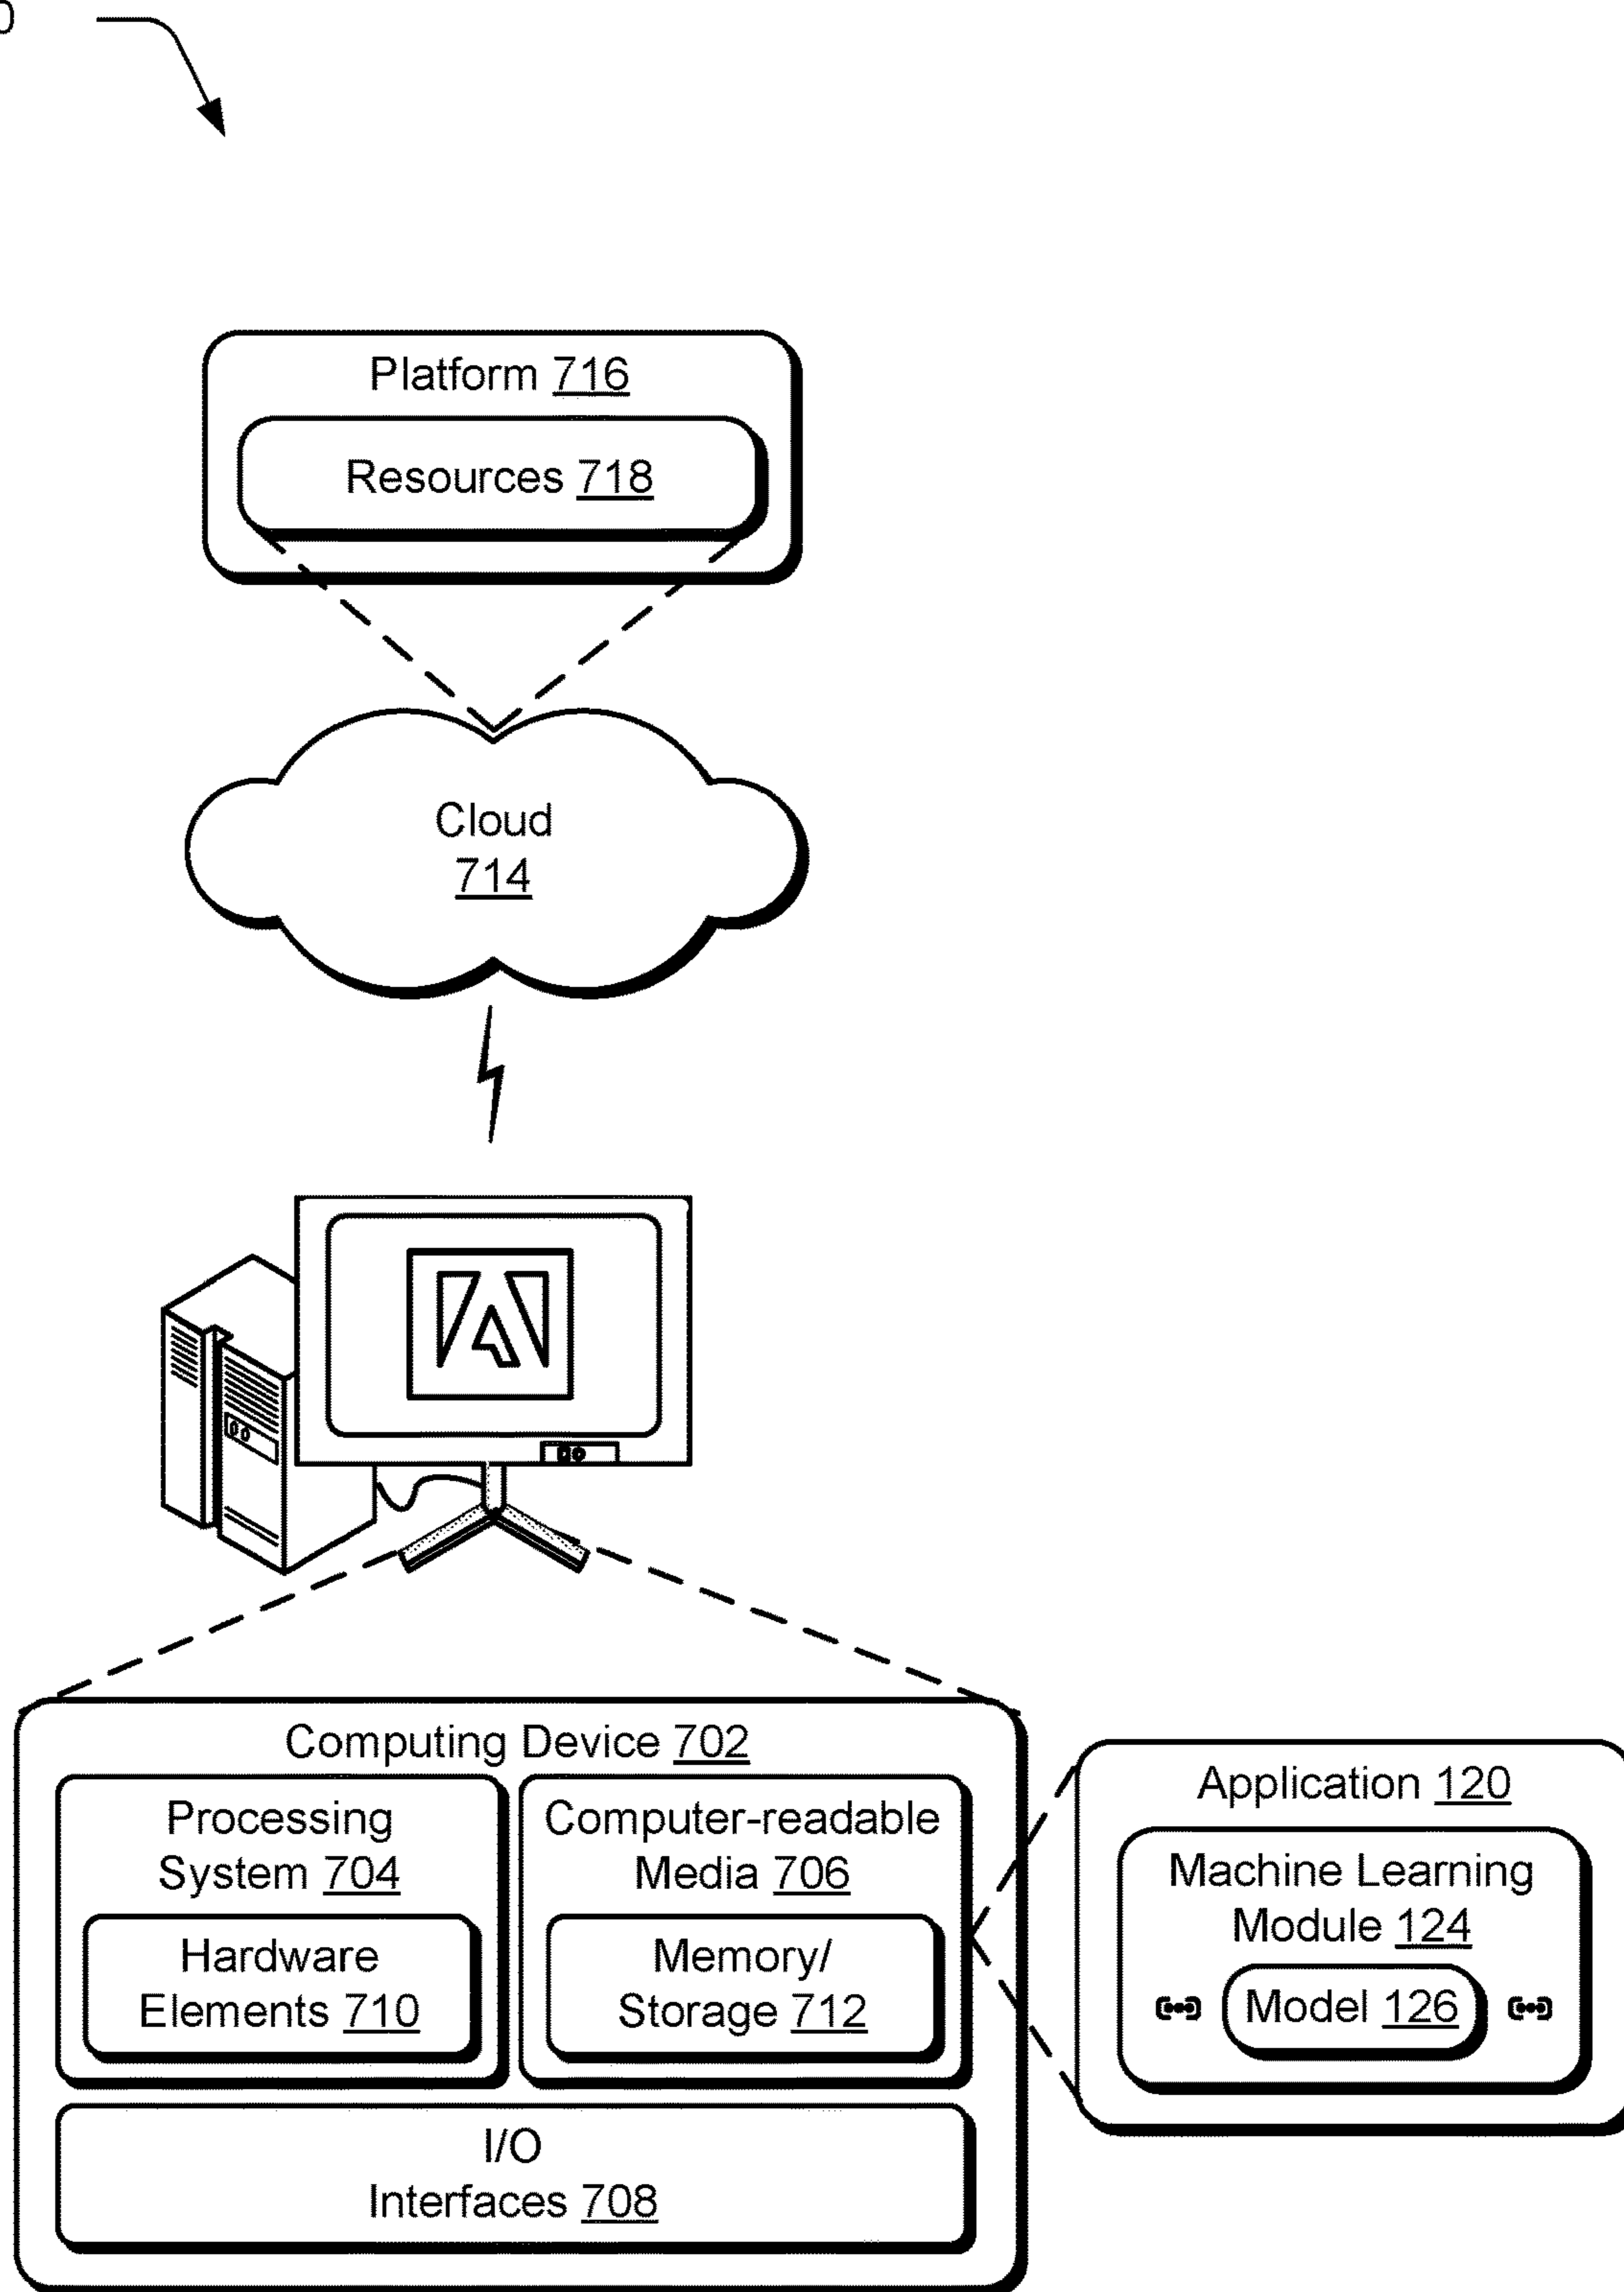 0
Platform 716
Resources 718
Cloud
714
Computing Device 702
Processing
System 704
Hardware
Elements 710
Computer-readable
Media 706
Memory/
Storage 712
I/O
Interfaces 708
Application 120
Machine Learning
Module 124
Model 126